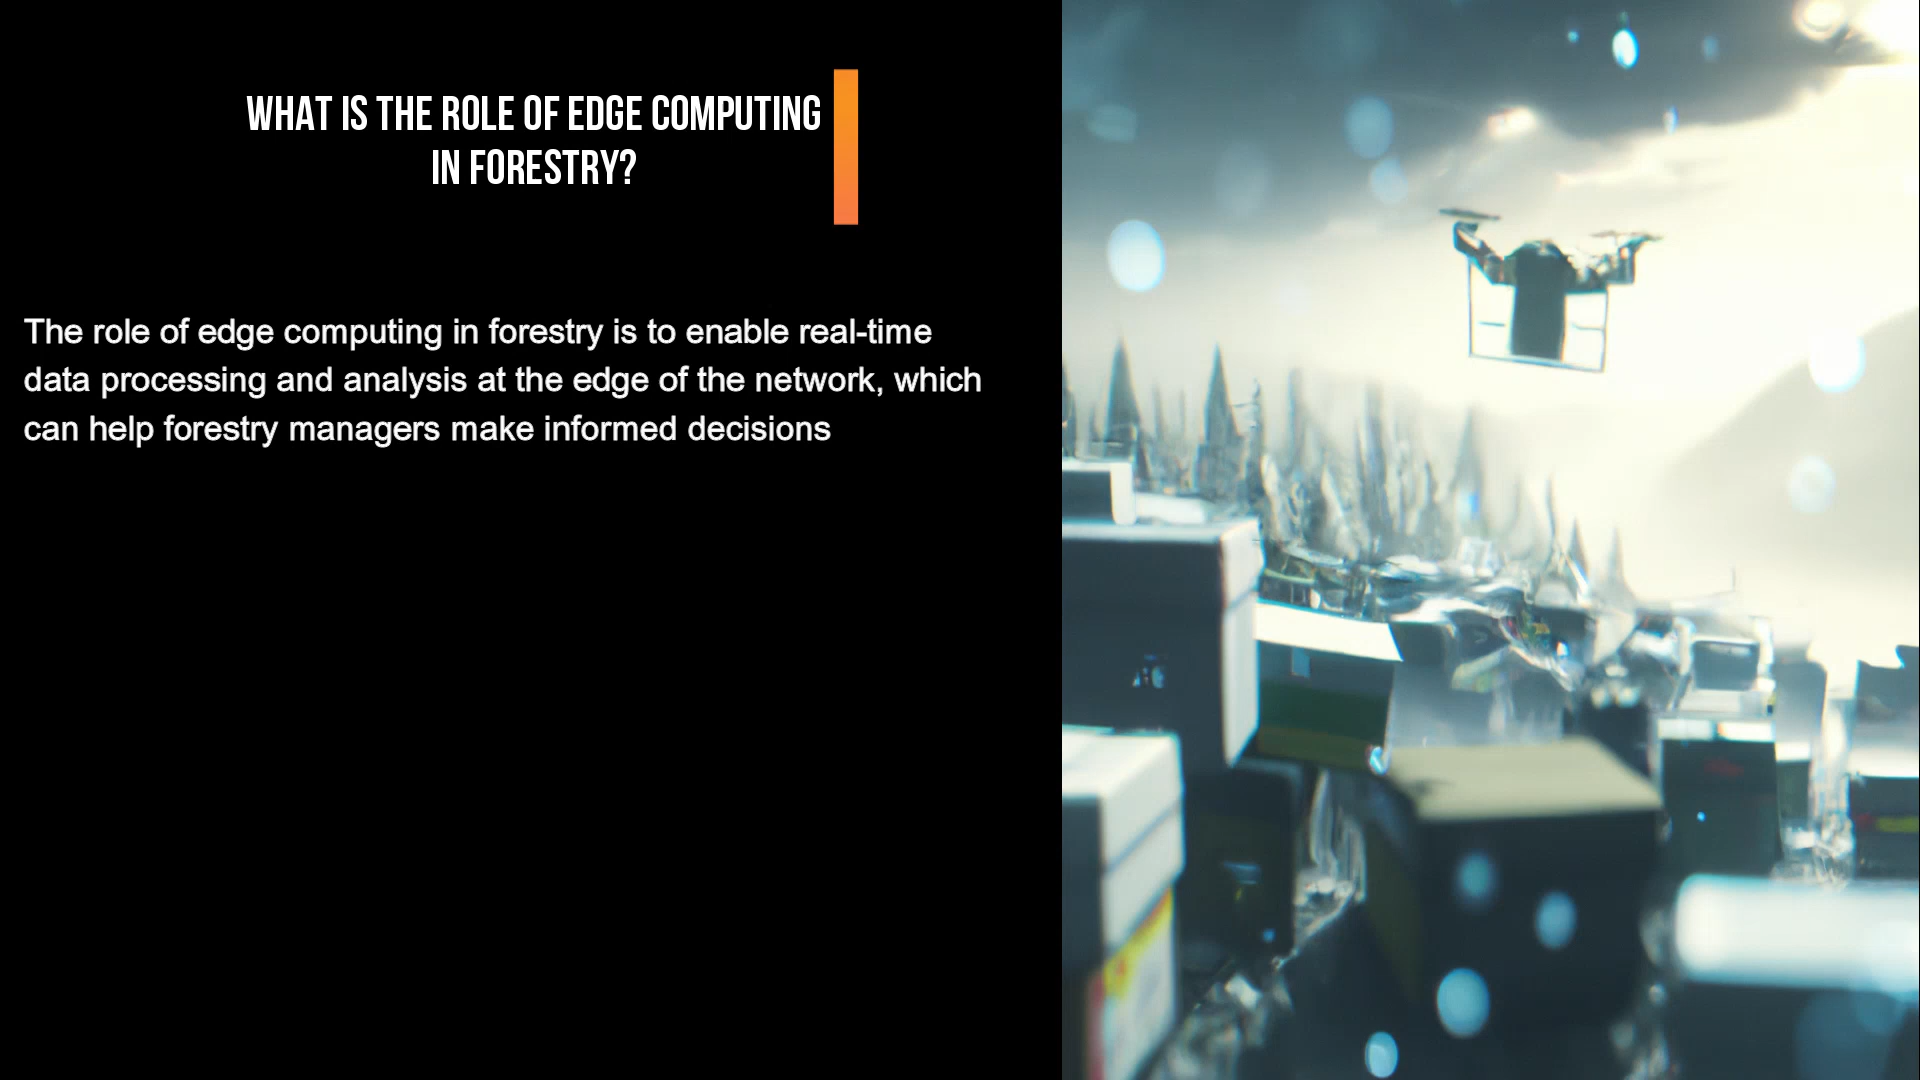 WHAT IS THE ROLE OF EDGE COMPUTING
IN FORESTRY?
The role of edge computing in forestry is to enable real-time
data processing and analysis at the edge of the network, which
can help forestry managers make informed decisions